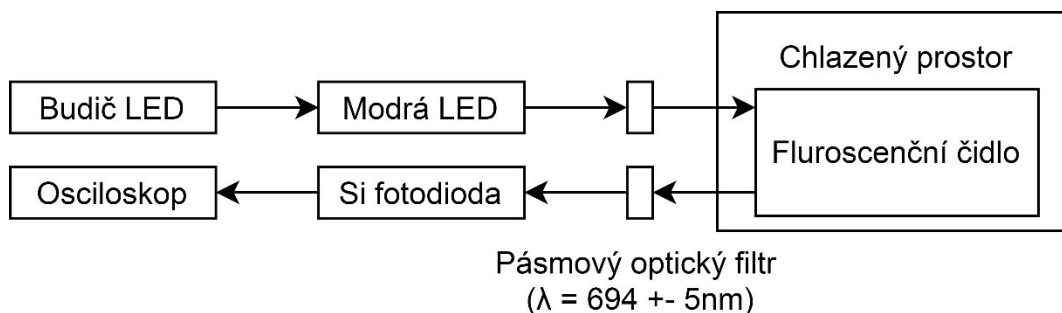 Chlazený prostor
Budič LED
Modrá LED
Fluroscenční čidlo
Osciloskop
Si fotodioda
Pásmový optický filtr
(λ = 694 +- 5nm)